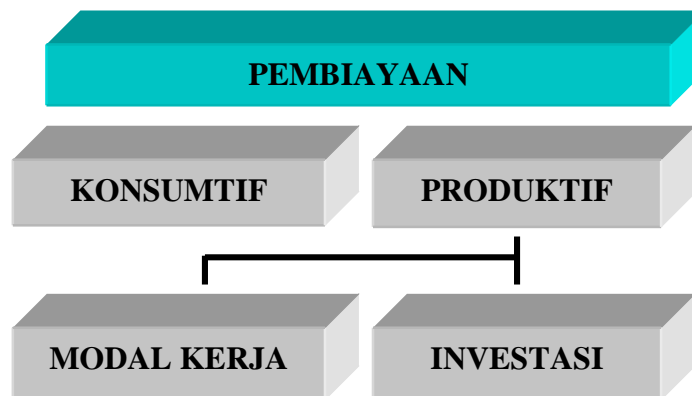 PEMBIAYAAN
KONSUMTIF
PRODUKTIF
MODAL KERJA
INVESTASI